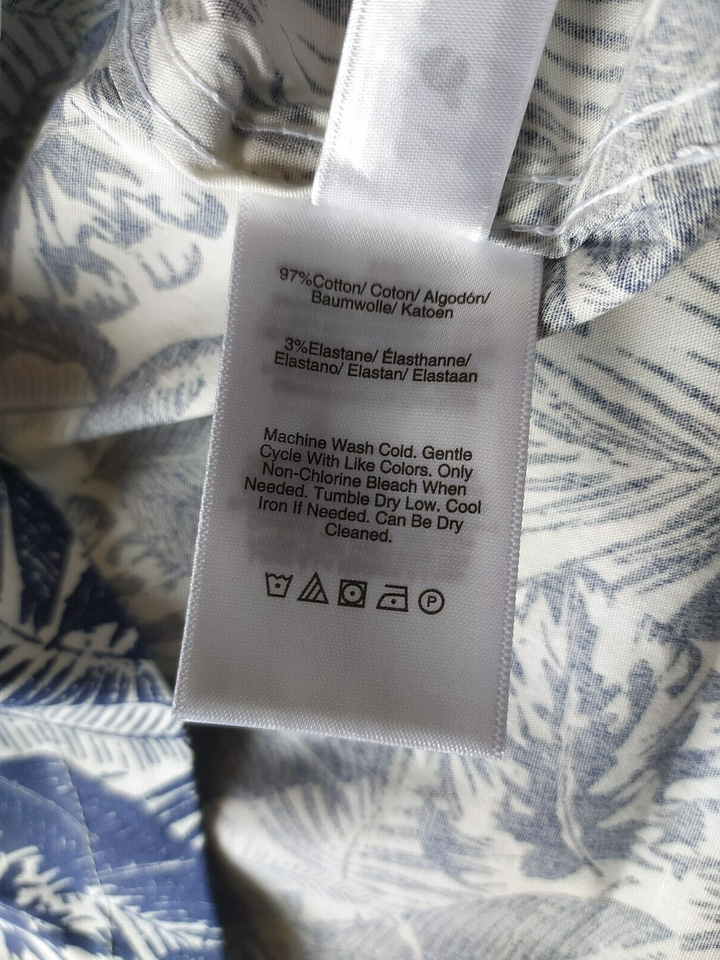 97%Cotton/ Coton/ Algodón/
Baumwolle/ Katoen
3%Elastane/ Élasthanne/
Elastano/ Elastan/ Elastaan
Machine Wash Cold. Gentle
Cycle With Like Colors. Only
Non-Chlorine Bleach When
Needed. Tumble Dry Low. Cool
Iron If Needed. Can Be Dry
Cleaned.
P